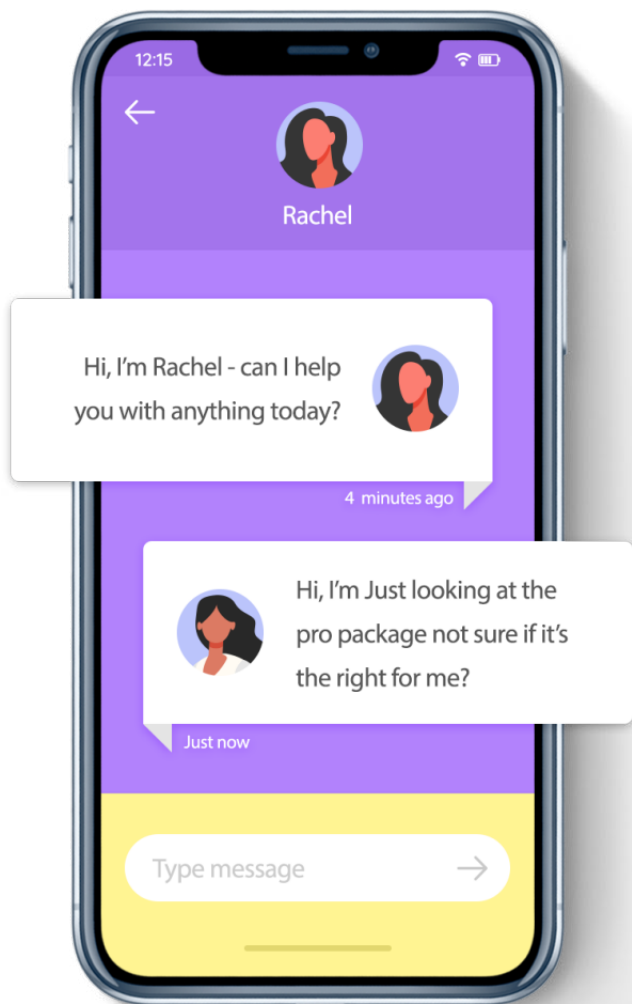 12:15
Rachel
Hi, I'm Rachel - can I help
you with anything today?
4 minutes ago
Hi, I'm Just looking at the
pro package not sure if it's
the right for me?
Just now
Type message